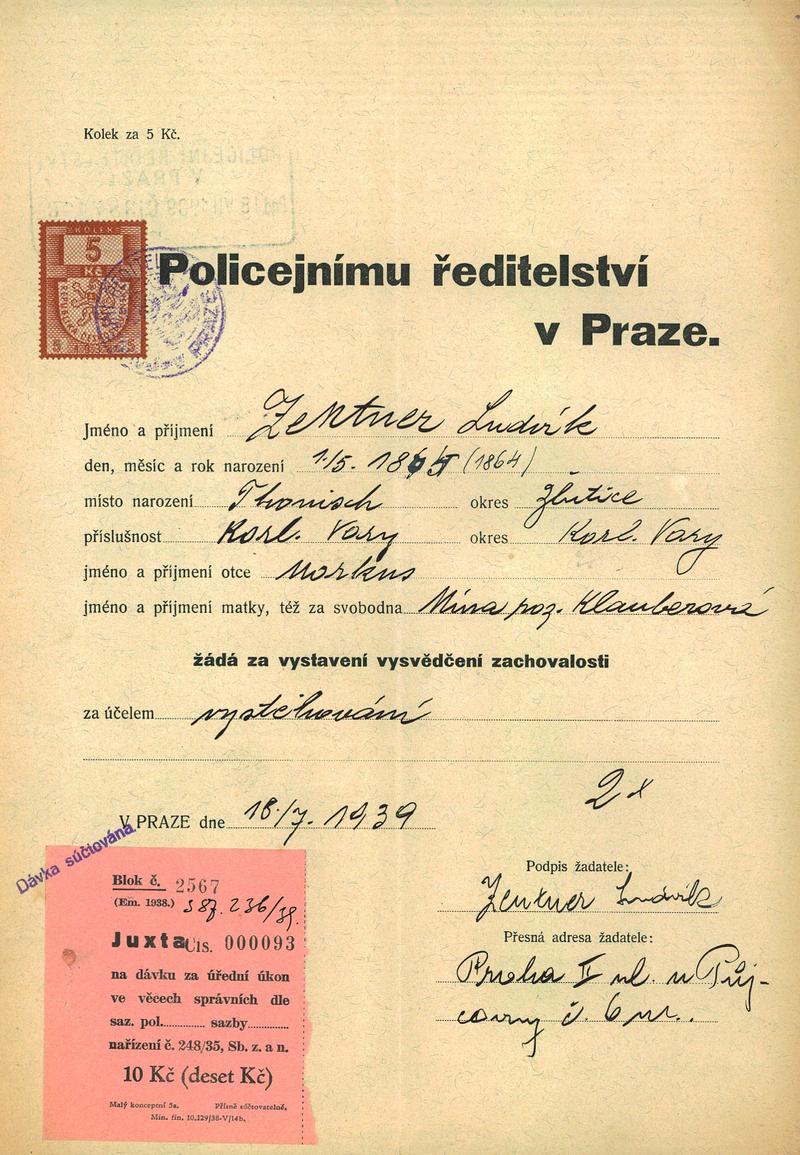 Kolek za 5 Kč.
KOLEK
5
Kč
PRAZE
Policejnímu ředitelství
v Praze.
Jméno a příjmení Zentner Ludvík
den, měsíc a rok narození 1./5. 1864 (1864)
místo narození Thonisch okres Žlutice
příslušnost Karl. Vary okres Karl. Vary
jméno a příjmení otce Markus
jméno a příjmení matky, též za svobodna Mina roz. Klauberová
žádá za vystavení vysvědčení zachovalosti
za účelem vystěhování
2x
V PRAZE dne 18./7. 1939
Dávka súčtována.
Podpis žadatele:
Zentner Ludvík
Přesná adresa žadatele:
Praha II ul. u Půj-
čovny č. 6
Blok č. 2567
(Em. 1938.) 387.236/39.
Juxta Čís. 000093
na dávku za úřední úkon
ve věcech správních dle
saz. pol. sazby
nařízení č. 248/35, Sb. z. a n.
10 Kč (deset Kč)
Malý konceptní 5a. Přísně súčtovatelné.
Min. fin. 10.129/38-V/14b.